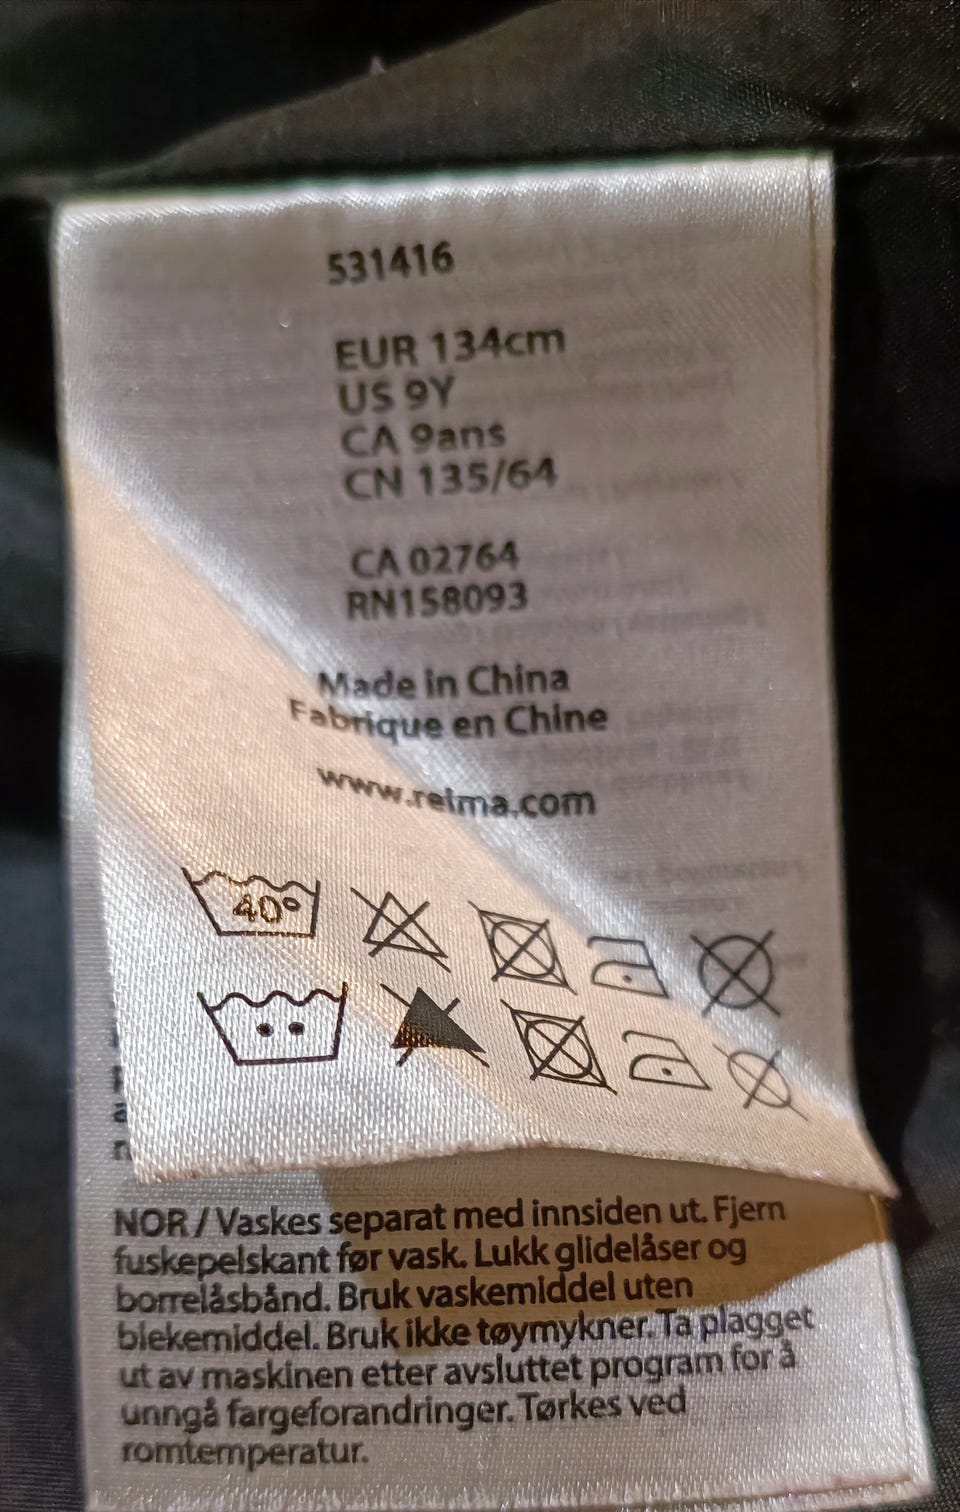 531416
EUR 134cm
US 9Y
CA 9ans
CN 135/64
CA 02764
RN158093
Made in China
Fabrique en Chine
www.reima.com
40°
NOR / Vaskes separat med innsiden ut. Fjern
fuskepelskant før vask. Lukk glidelåser og
borrelåsbånd. Bruk vaskemiddel uten
blekemiddel. Bruk ikke tøymykner. Ta plagget
ut av maskinen etter avsluttet program for å
unngå fargeforandringer. Tørkes ved
romtemperatur.